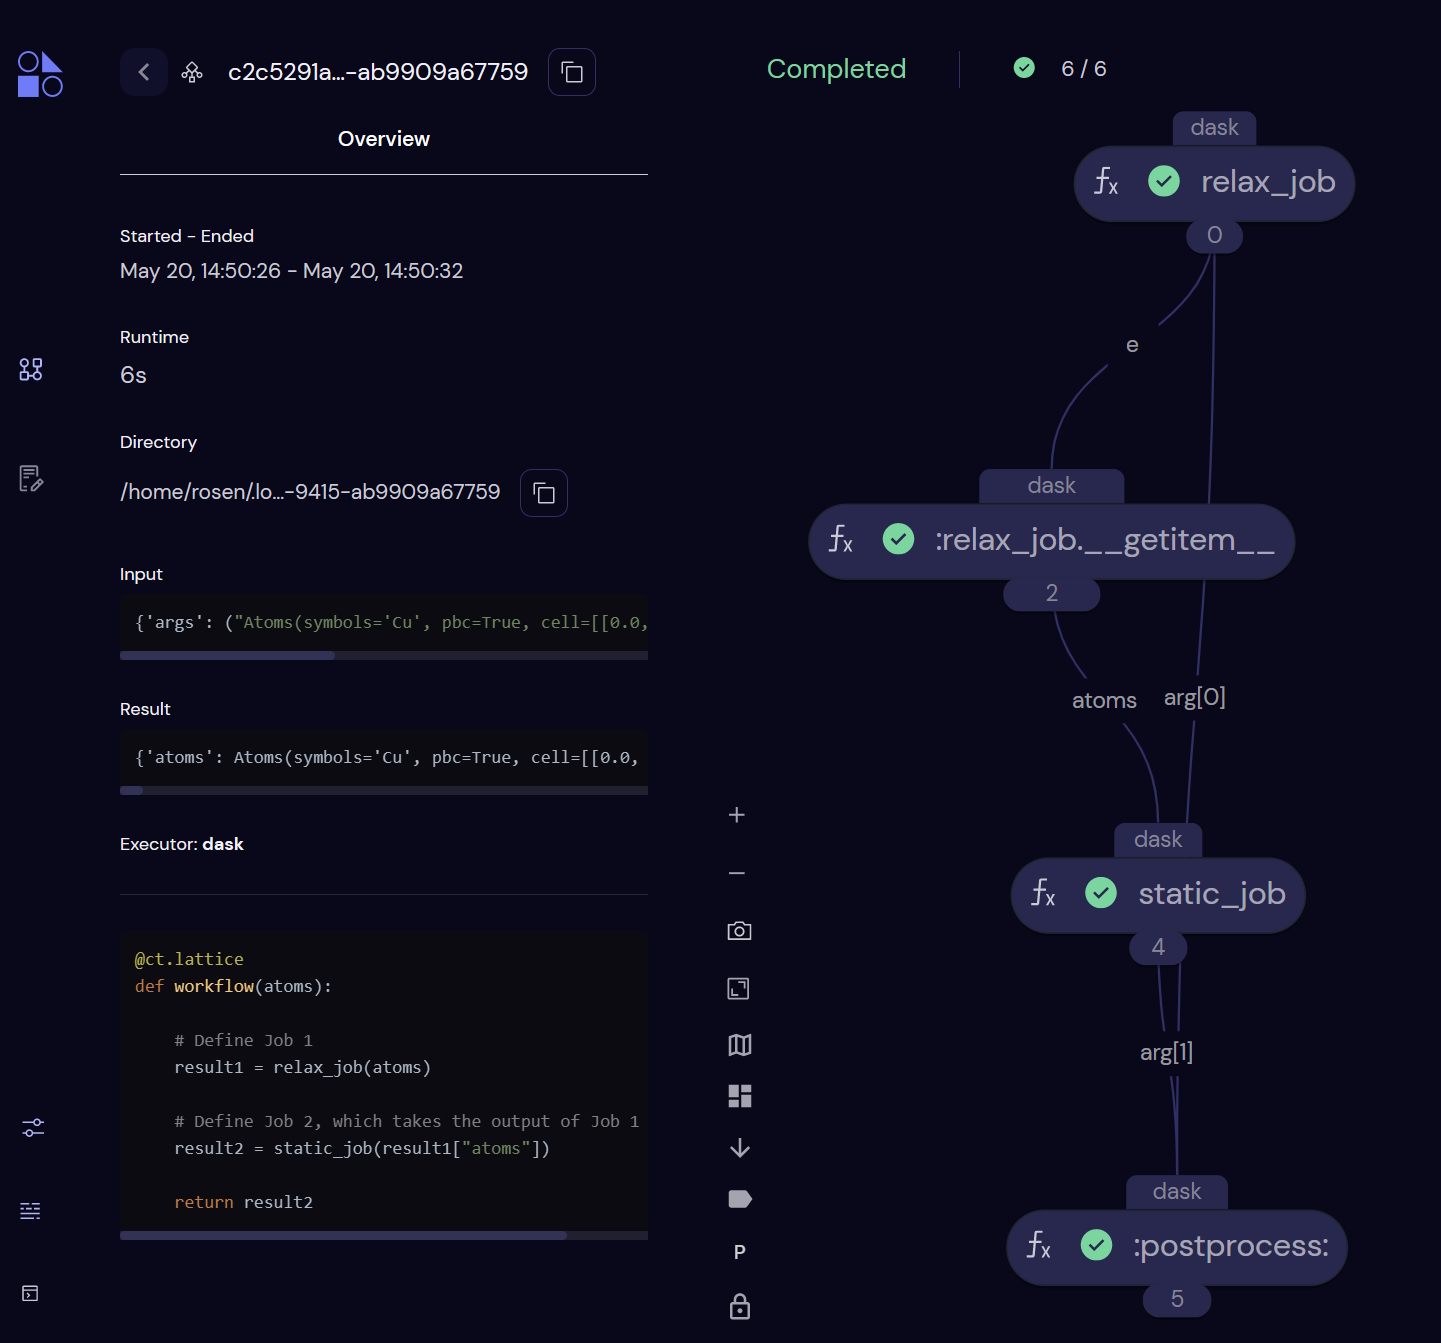 c2c5291a...-ab9909a67759
Completed
6 / 6
Overview
Started - Ended
May 20, 14:50:26 - May 20, 14:50:32
Runtime
6s
Directory
/home/rosen/.lo...-9415-ab9909a67759
Input
{'args': ("Atoms(symbols='Cu', pbc=True, cell=[[0.0,
Result
{'atoms': Atoms(symbols='Cu', pbc=True, cell=[[0.0,
Executor: dask
@ct.lattice
def workflow(atoms):
# Define Job 1
result1 = relax_job(atoms)
# Define Job 2, which takes the output of Job 1
result2 = static_job(result1["atoms"])
return result2
P
dask
fx relax_job
0
e
dask
fx :relax_job.__getitem__
2
atoms arg[0]
dask
fx static_job
4
arg[1]
dask
fx :postprocess:
5